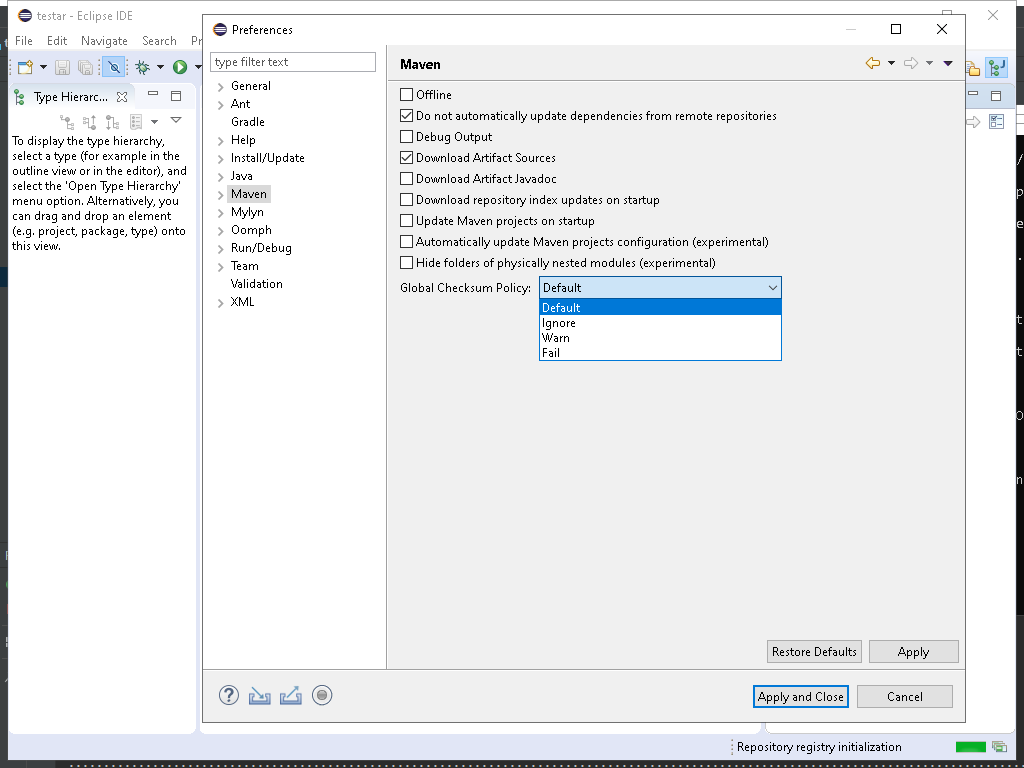 testar - Eclipse IDE
File Edit Navigate Search Pr
Type Hierarc...
To display the type hierarchy,
select a type (for example in the
outline view or in the editor), and
select the 'Open Type Hierarchy'
menu option. Alternatively, you
can drag and drop an element
(e.g. project, package, type) onto
this view.
Preferences
type filter text
General
Ant
Gradle
Help
Install/Update
Java
Maven
Mylyn
Oomph
Run/Debug
Team
Validation
XML
Maven
Offline
Do not automatically update dependencies from remote repositories
Debug Output
Download Artifact Sources
Download Artifact Javadoc
Download repository index updates on startup
Update Maven projects on startup
Automatically update Maven projects configuration (experimental)
Hide folders of physically nested modules (experimental)
Global Checksum Policy: Default
Default
Ignore
Warn
Fail
Restore Defaults Apply
Apply and Close Cancel
Repository registry initialization